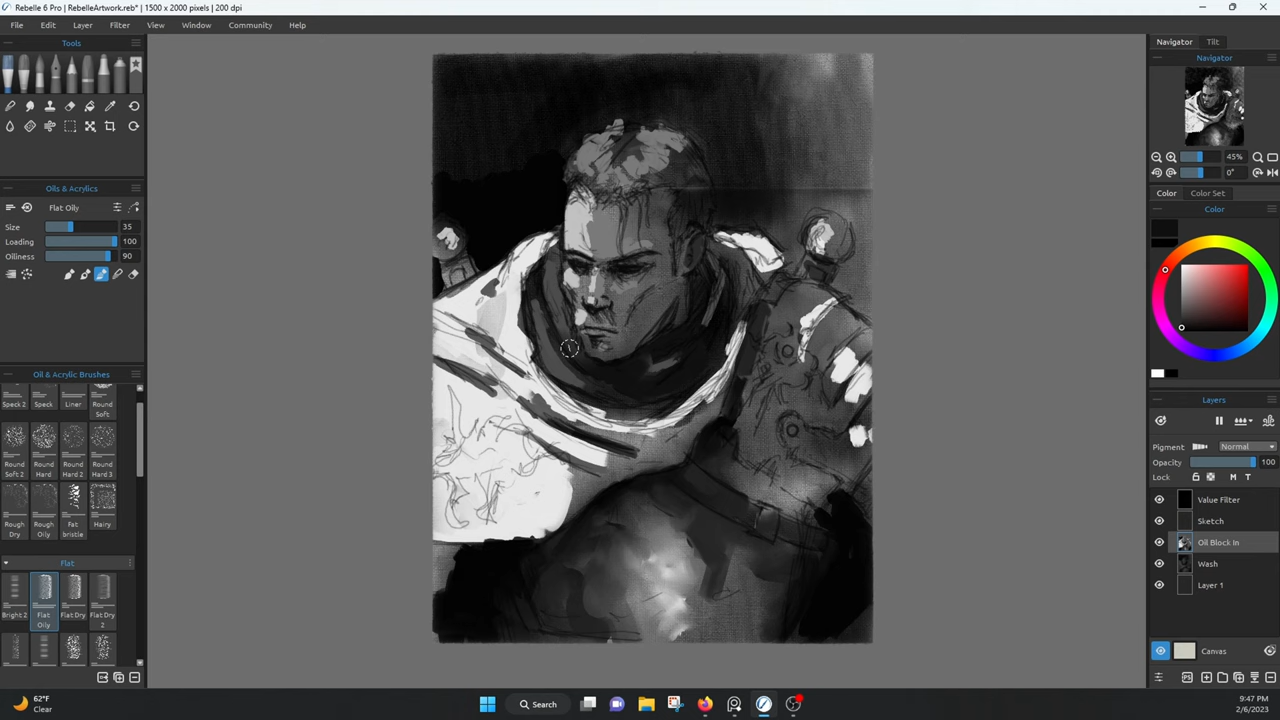 Rebelle 6 Pro | RebelleArtwork.reb* | 1500 x 2000 pixels | 200 dpi
File Edit Layer Filter View Window Community Help
Tools
Oils & Acrylics
Flat Oily
Size 35
Loading 100
Oiliness 90
Oil & Acrylic Brushes
Speck 2 Speck Liner Round Soft
Round Soft 2 Round Hard Round Hard 2 Round Hard 3
Rough Dry Rough Oily Fat bristle Hairy
Flat
Bright 2 Flat Oily Flat Dry Flat Dry 2
Navigator Tilt
Navigator
45%
0°
Color Color Set
Color
Layers
Pigment Normal
Opacity 100
Lock M T
Value Filter
Sketch
Oil Block In
Wash
Layer 1
Canvas
62°F
Clear
Search
9:47 PM
2/6/2023